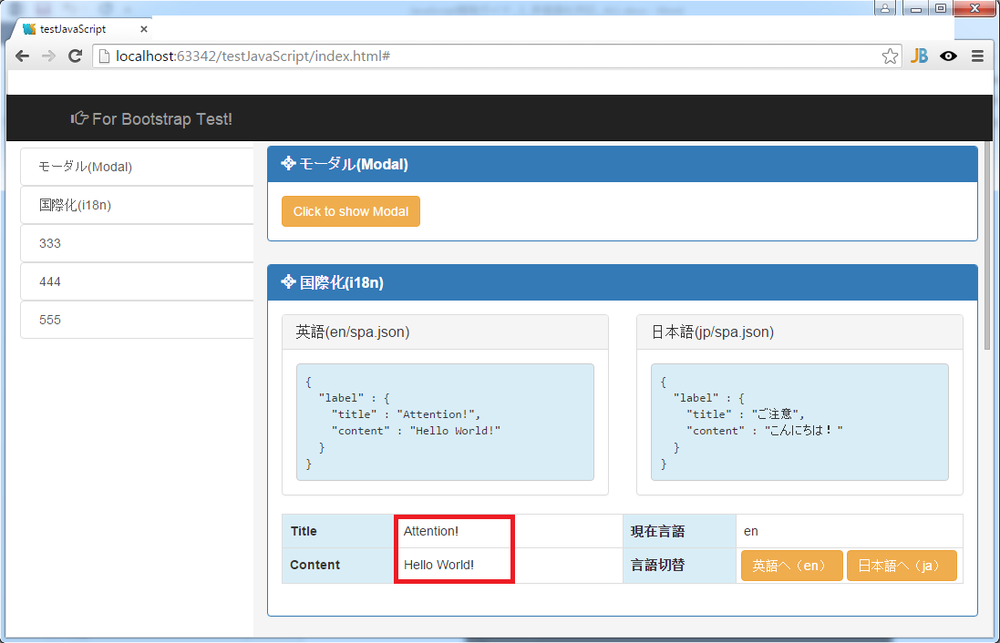 testJavaScript
localhost:63342/testJavaScript/index.html#
JB
For Bootstrap Test!
モーダル(Modal)
国際化(i18n)
333
444
555
モーダル(Modal)
Click to show Modal
国際化(i18n)
英語(en/spa.json)
{
"label" : {
"title" : "Attention!",
"content" : "Hello World!"
}
}
日本語(jp/spa.json)
{
"label" : {
"title" : "ご注意",
"content" : "こんにちは！"
}
}
Title Attention! 現在言語 en
Content Hello World! 言語切替 英語へ（en） 日本語へ（ja）